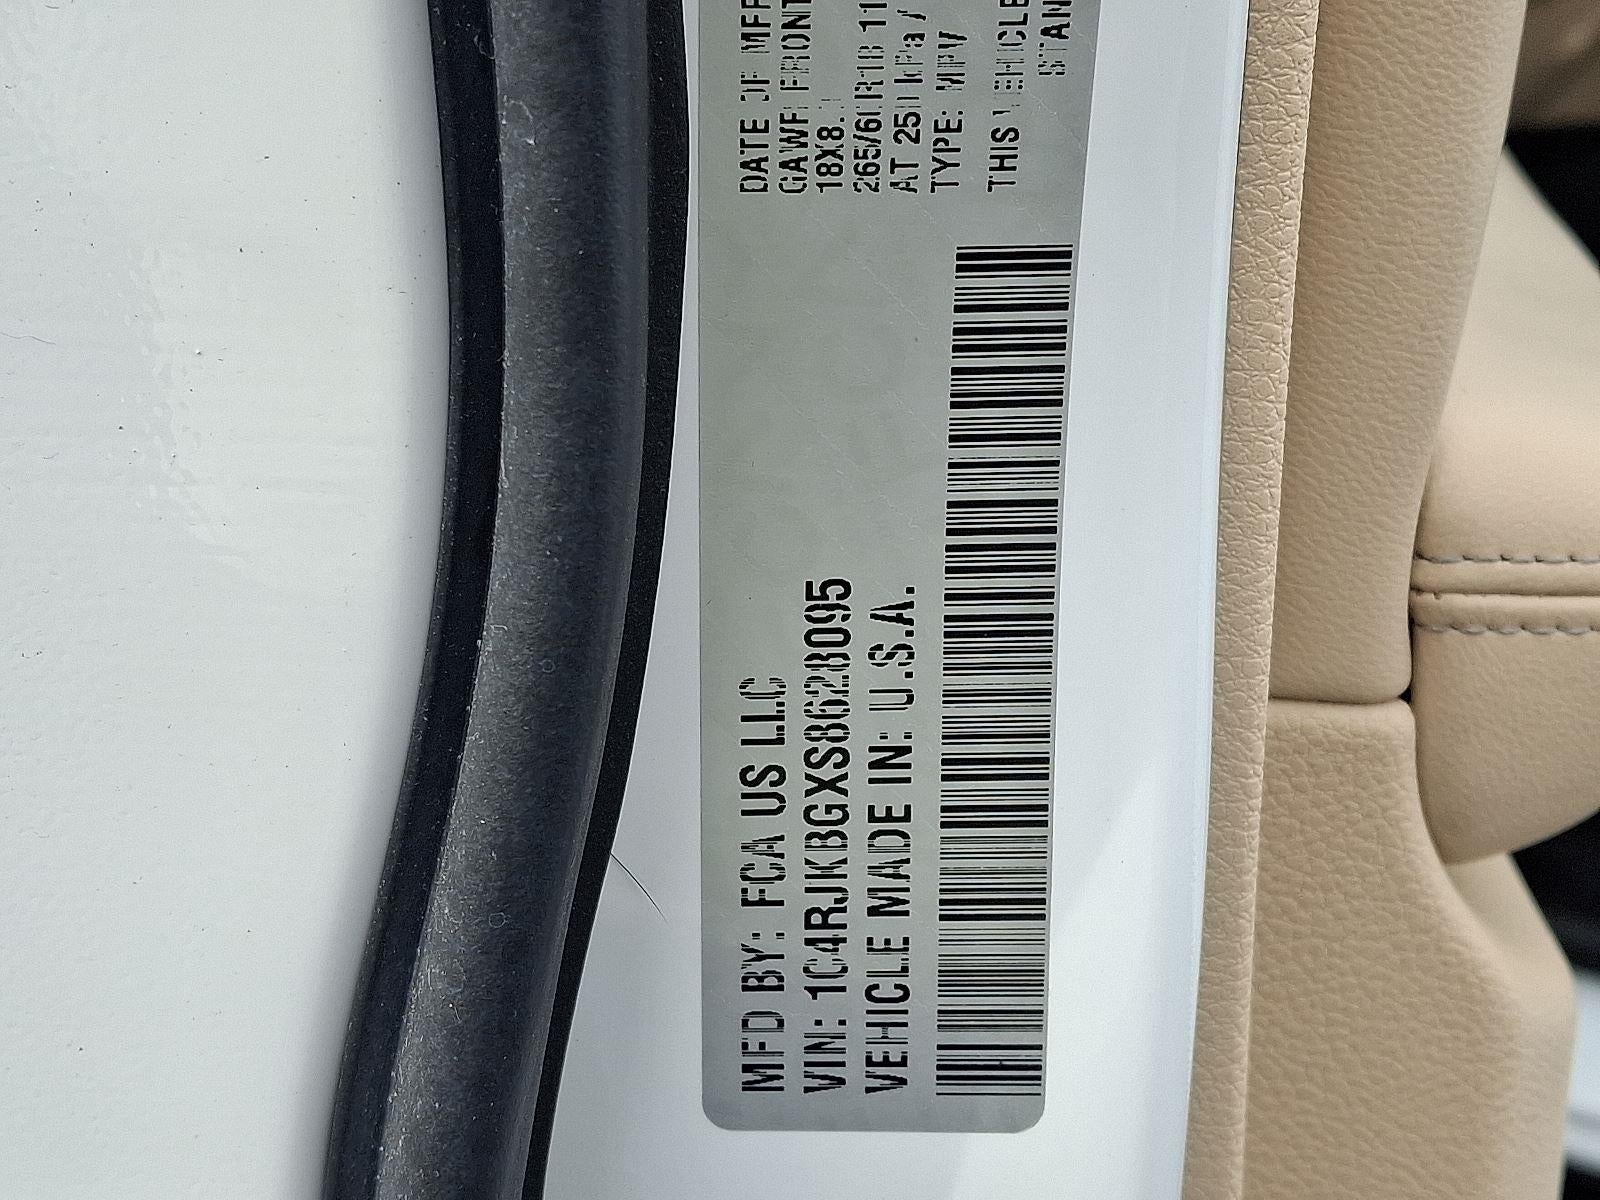 MFD BY: FCA US LLC
VIN: 1C4RJKBGXS8628095
VEHICLE MADE IN: U.S.A.
DATE OF MFR
GAWR FRONT
18X8.
265/60R18 11
AT 250 kPa /
TYPE: MPV
THIS VEHICLE
STAN